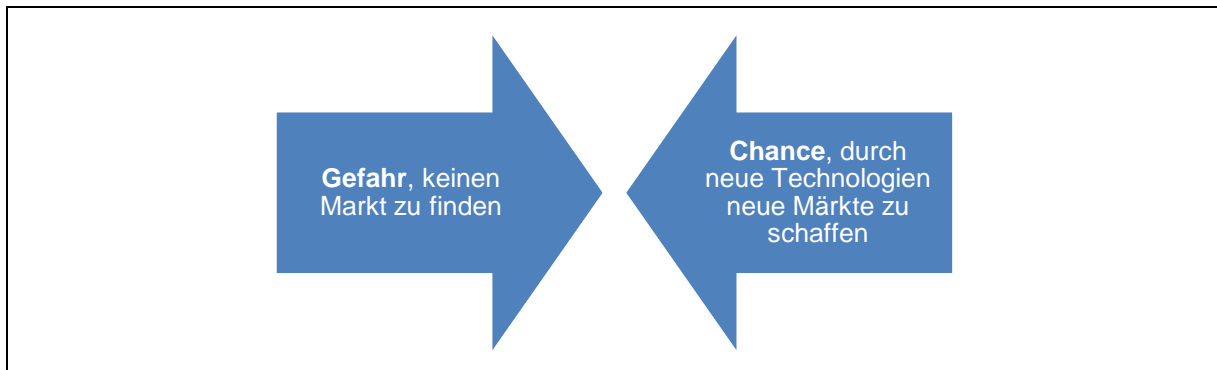 Gefahr, keinen
Markt zu finden
Chance, durch
neue Technologien
neue Märkte zu
schaffen